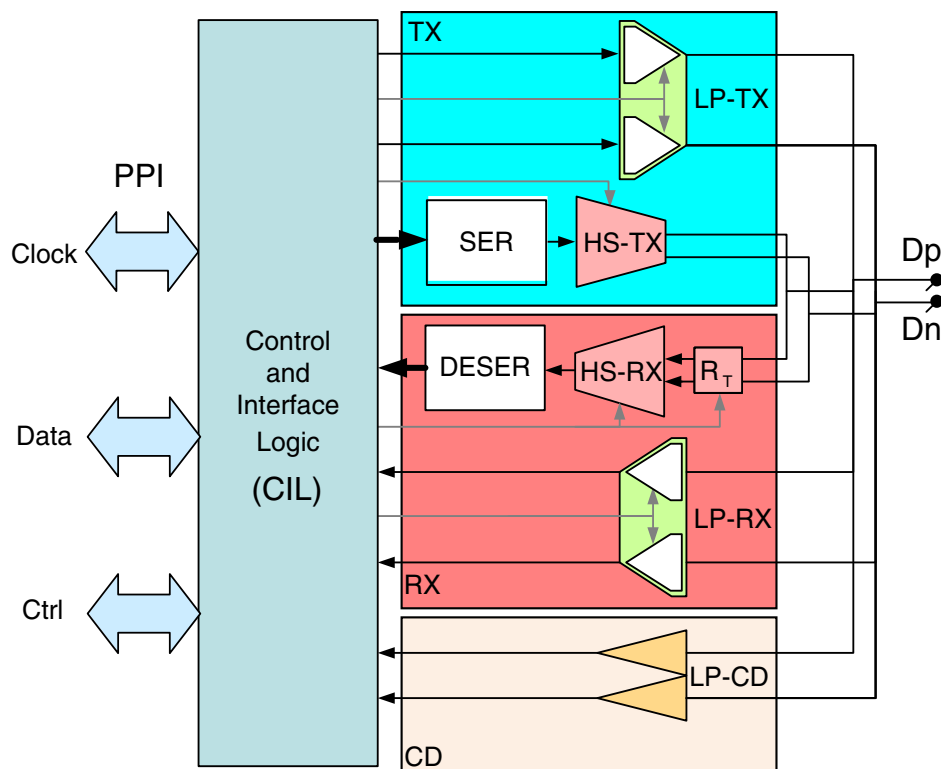 PPI
Clock
Data
Ctrl
Control
and
Interface
Logic
(CIL)
TX
LP-TX
SER
HS-TX
Dp
Dn
DESER
HS-RX
RT
LP-RX
RX
LP-CD
CD